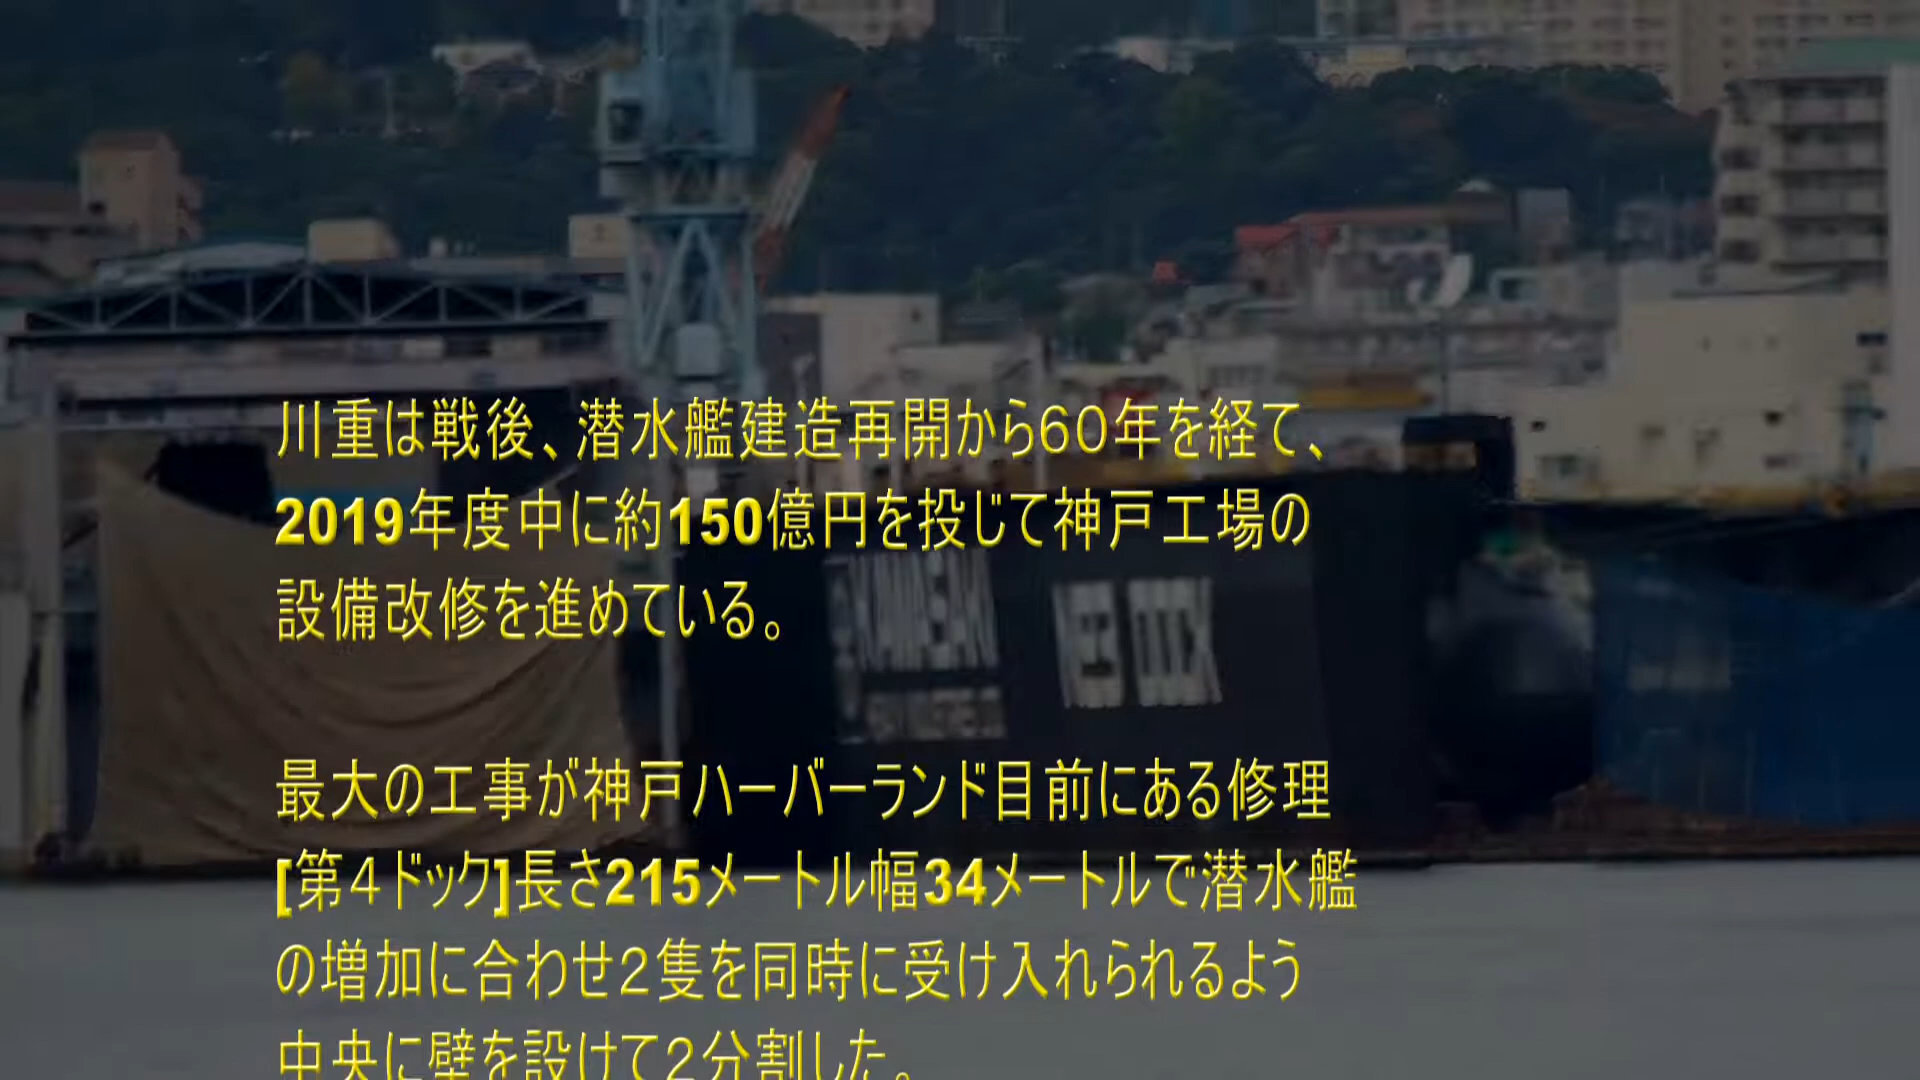 川重は戦後、潜水艦建造再開から６０年を経て、
2019年度中に約150億円を投じて神戸工場の
設備改修を進めている。
最大の工事が神戸ハーバーランド目前にある修理
[第４ドック]長さ215メートル幅34メートルで潜水艦
の増加に合わせ２隻を同時に受け入れられるよう
中央に壁を設けて２分割した。